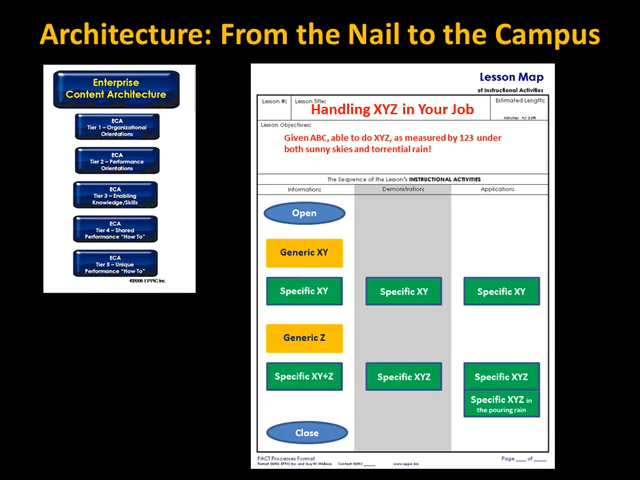 Architecture: From the Nail to the Campus
Enterprise
Content Architecture
ECA
Tier 1 – Organizational
Orientations
ECA
Tier 2 – Performance
Orientations
ECA
Tier 3 – Enabling
Knowledge/Skills
ECA
Tier 4 – Shared
Performance "How To"
ECA
Tier 5 – Unique
Performance "How To"
Lesson Map
of Instructional Activities
Lesson #:
Lesson Title:
Estimated Length:
Handling XYZ in Your Job
Lesson Objectives:
Given ABC, able to do XYZ, as measured by 123 under
both sunny skies and torrential rain!
The Sequence of the Lesson's INSTRUCTIONAL ACTIVITIES
Informations
Demonstrations
Applications
Open
Generic XY
Specific XY
Specific XY
Specific XY
Generic Z
Specific XY+Z
Specific XYZ
Specific XYZ
Specific XYZ in
the pouring rain
Close
PACT Processes Format
Page ___ of ___